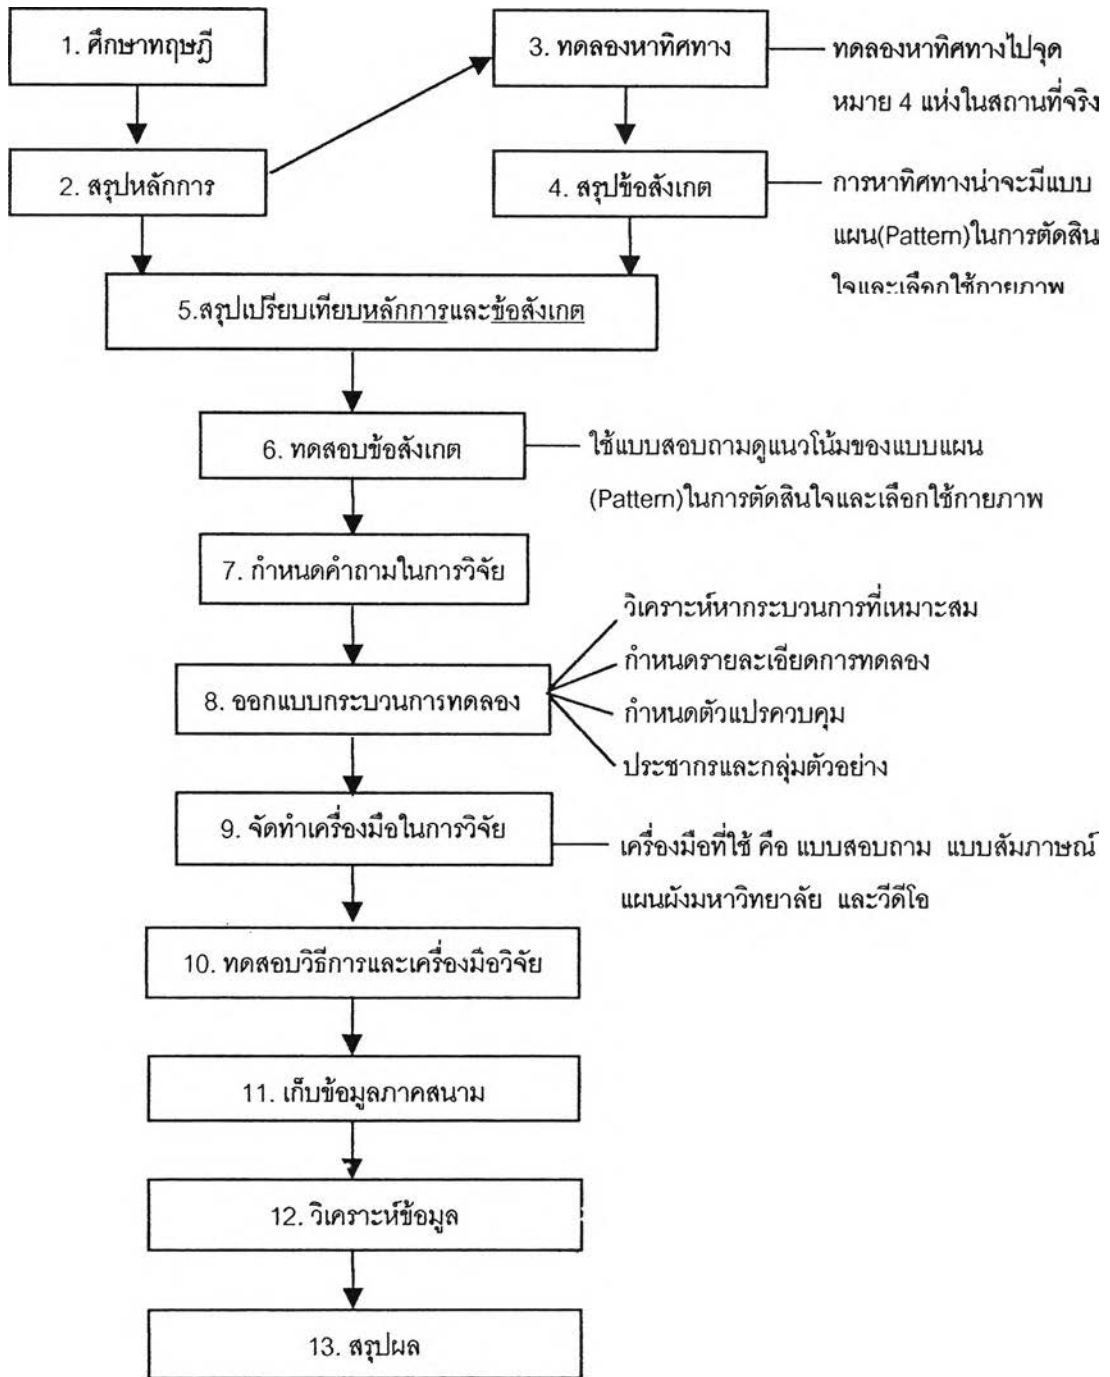 1. ศึกษาทฤษฎี
3. ทดลองหาทิศทาง
ทดลองหาทิศทางไปจุด
หมาย 4 แห่งในสถานที่จริง
2. สรุปหลักการ
4. สรุปข้อสังเกต
การหาทิศทางน่าจะมีแบบ
แผน(Pattern)ในการตัดสิน
ใจและเลือกใช้กายภาพ
5.สรุปเปรียบเทียบหลักการและข้อสังเกต
6. ทดสอบข้อสังเกต
ใช้แบบสอบถามดูแนวโน้มของแบบแผน
(Pattern)ในการตัดสินใจและเลือกใช้กายภาพ
7. กำหนดคำถามในการวิจัย
8. ออกแบบกระบวนการทดลอง
วิเคราะห์หากระบวนการที่เหมาะสม
กำหนดรายละเอียดการทดลอง
กำหนดตัวแปรควบคุม
ประชากรและกลุ่มตัวอย่าง
9. จัดทำเครื่องมือในการวิจัย
เครื่องมือที่ใช้ คือ แบบสอบถาม แบบสัมภาษณ์
แผนผังมหาวิทยาลัย และวีดีโอ
10. ทดสอบวิธีการและเครื่องมือวิจัย
11. เก็บข้อมูลภาคสนาม
12. วิเคราะห์ข้อมูล
13. สรุปผล